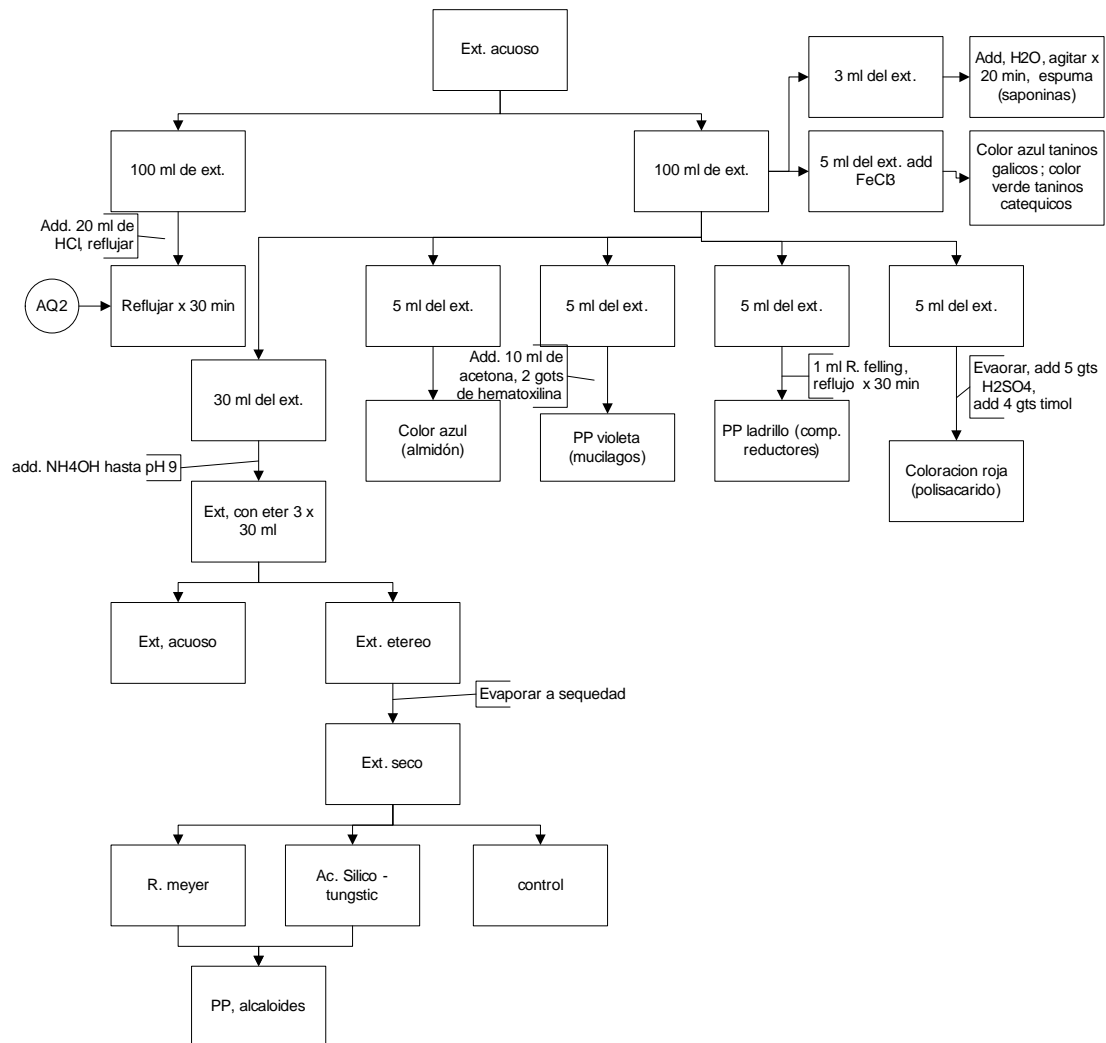 Ext. acuoso
3 ml del ext.
Add, H2O, agitar x
20 min, espuma
(saponinas)
100 ml de ext.
100 ml de ext.
5 ml del ext. add
FeCl3
Color azul taninos
galicos ; color
verde taninos
catequicos
Add. 20 ml de
HCl, reflujar
AQ2
Reflujar x 30 min
5 ml del ext.
5 ml del ext.
5 ml del ext.
5 ml del ext.
30 ml del ext.
Add. 10 ml de
acetona, 2 gots
de hematoxilina
1 ml R. felling,
reflujo x 30 min
Evaorar, add 5 gts
H2SO4,
add 4 gts timol
Color azul
(almidón)
PP violeta
(mucilagos)
PP ladrillo (comp.
reductores)
Coloracion roja
(polisacarido)
add. NH4OH hasta pH 9
Ext, con eter 3 x
30 ml
Ext, acuoso
Ext. etereo
Evaporar a sequedad
Ext. seco
R. meyer
Ac. Silico -
tungstic
control
PP, alcaloides